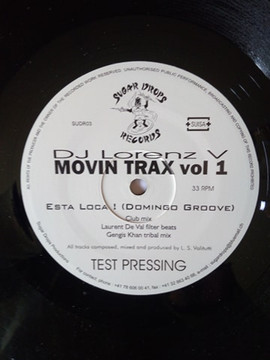 SUGAR DROPS
RECORDS
SUDR03
SUISA
DJ Lorenz V
MOVIN TRAX vol 1
33 RPM
ESTA LOCA ! (DOMINGO GROOVE)
Club mix
Laurent De Val filter beats
Gengis Khan tribal mix
All tracks composed, mixed and produced by L. S.
TEST PRESSING